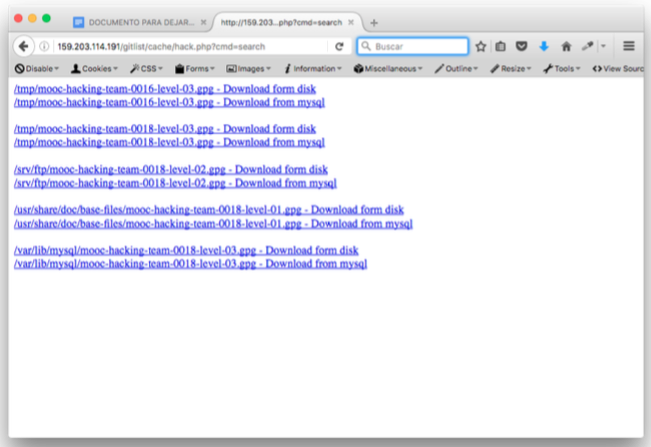 DOCUMENTO PARA DEJAR... ×
http://159.203...php?cmd=search ×
159.203.114.191/gitlist/cache/hack.php?cmd=search
Buscar
Disable
Cookies
CSS
Forms
Images
Information
Miscellaneous
Outline
Resize
Tools
View Sourc
/tmp/mooc-hacking-team-0016-level-03.gpg - Download form disk
/tmp/mooc-hacking-team-0016-level-03.gpg - Download from mysql
/tmp/mooc-hacking-team-0018-level-03.gpg - Download form disk
/tmp/mooc-hacking-team-0018-level-03.gpg - Download from mysql
/srv/ftp/mooc-hacking-team-0018-level-02.gpg - Download form disk
/srv/ftp/mooc-hacking-team-0018-level-02.gpg - Download from mysql
/usr/share/doc/base-files/mooc-hacking-team-0018-level-01.gpg - Download form disk
/usr/share/doc/base-files/mooc-hacking-team-0018-level-01.gpg - Download from mysql
/var/lib/mysql/mooc-hacking-team-0018-level-03.gpg - Download form disk
/var/lib/mysql/mooc-hacking-team-0018-level-03.gpg - Download from mysql